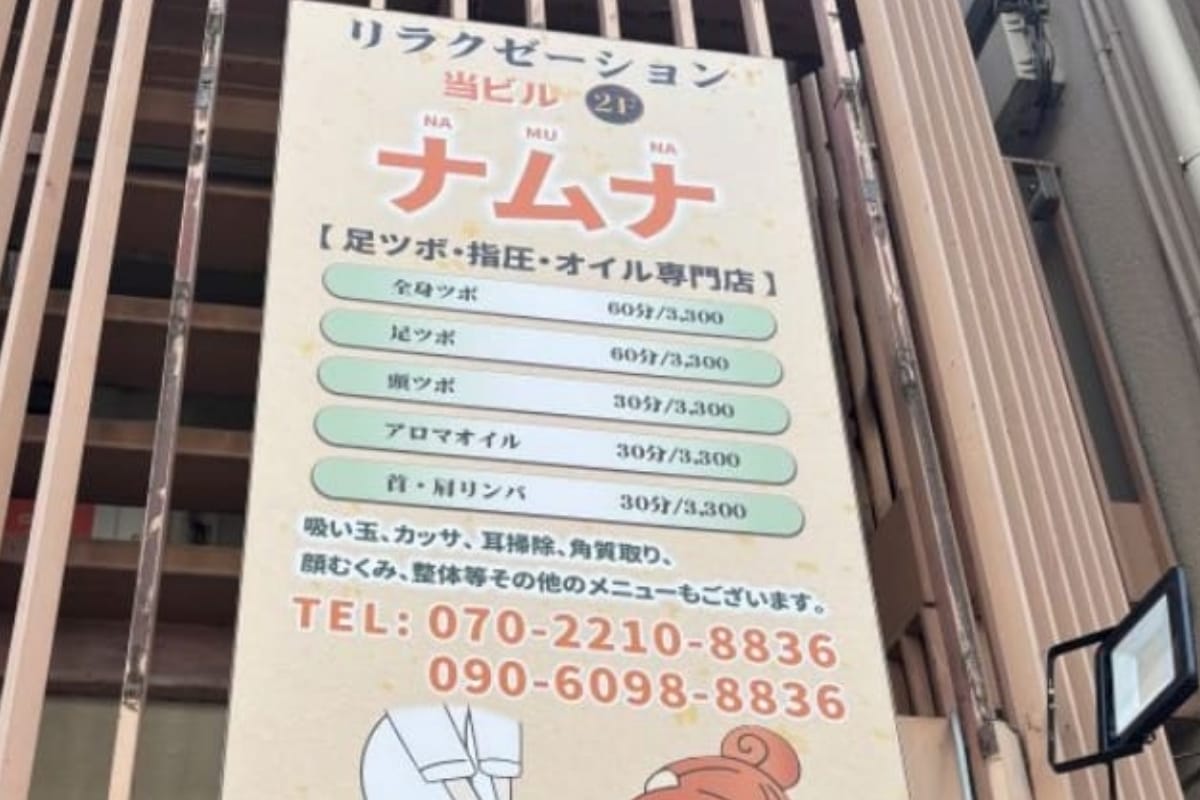 リラクゼーション
当ビル 2F
NA MU NA
ナムナ
【 足ツボ・指圧・オイル専門店 】
全身ツボ 60分/3,300
足ツボ 60分/3,300
頭ツボ 30分/3,300
アロマオイル 30分/3,300
首・肩リンパ 30分/3,300
吸い玉、カッサ、耳掃除、角質取り、
顔むくみ、整体等その他のメニューもございます。
TEL: 070-2210-8836
090-6098-8836